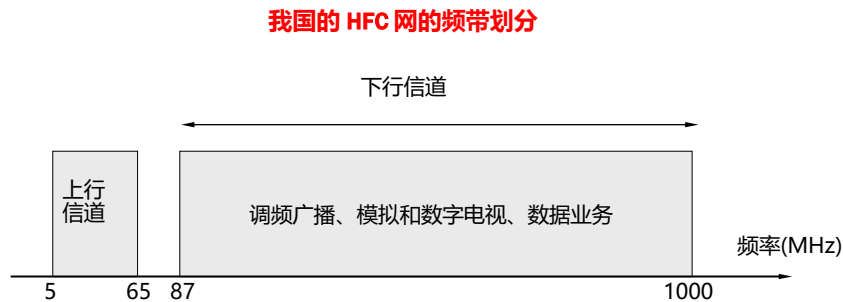 我国的 HFC 网的频带划分
下行信道
上行
信道
调频广播、模拟和数字电视、数据业务
频率(MHz)
5 65 87 1000